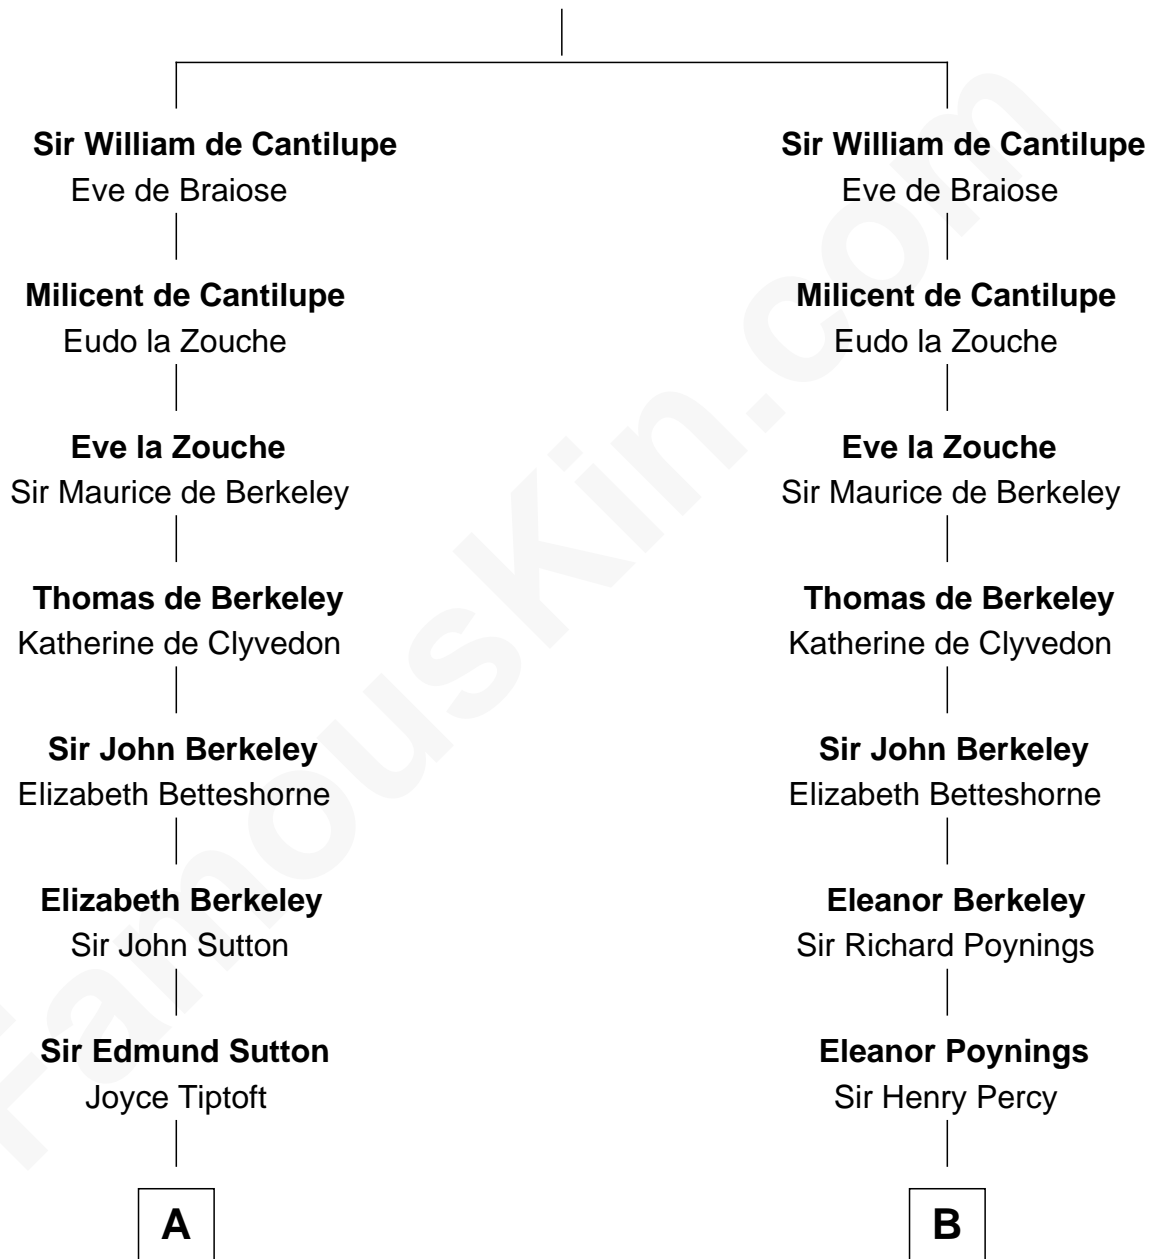 Sir William de Cantilupe
Eve de Braiose
Milicent de Cantilupe
Eudo la Zouche
Eve la Zouche
Sir Maurice de Berkeley
Thomas de Berkeley
Katherine de Clyvedon
Sir John Berkeley
Elizabeth Betteshorne
Elizabeth Berkeley
Sir John Sutton
Sir Edmund Sutton
Joyce Tiptoft
A
Sir William de Cantilupe
Eve de Braiose
Milicent de Cantilupe
Eudo la Zouche
Eve la Zouche
Sir Maurice de Berkeley
Thomas de Berkeley
Katherine de Clyvedon
Sir John Berkeley
Elizabeth Betteshorne
Eleanor Berkeley
Sir Richard Poynings
Eleanor Poynings
Sir Henry Percy
B
FamousKin.com